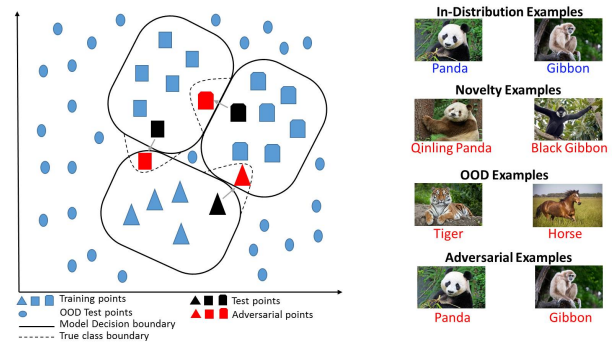 In-Distribution Examples
Panda
Gibbon
Novelty Examples
Qinling Panda
Black Gibbon
OOD Examples
Tiger
Horse
Adversarial Examples
Panda
Gibbon
Training points
OOD Test points
Model Decision boundary
True class boundary
Test points
Adversarial points